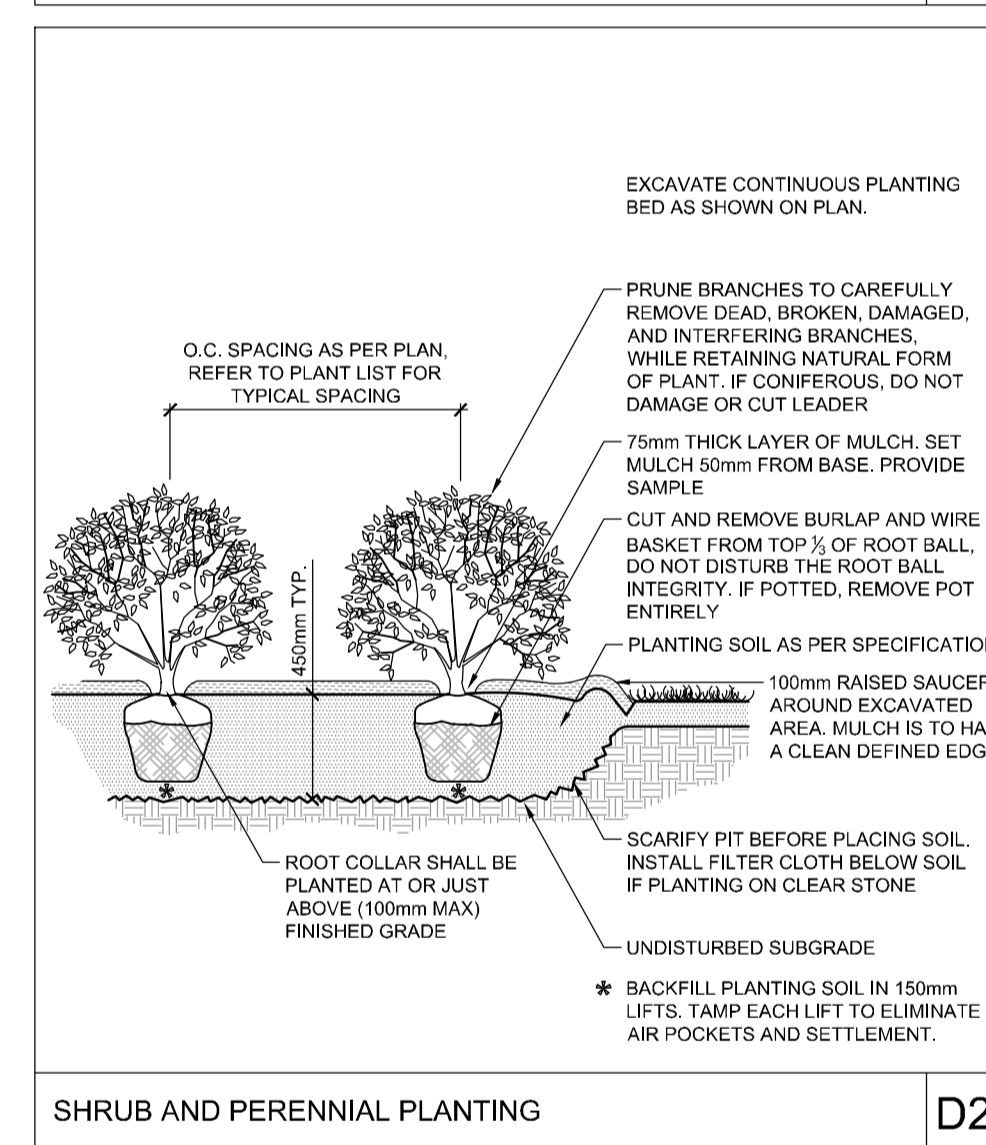 EXCAVATE CONTINUOUS PLANTING
BED AS SHOWN ON PLAN.
PRUNE BRANCHES TO CAREFULLY
REMOVE DEAD, BROKEN, DAMAGED,
AND INTERFERING BRANCHES,
WHILE RETAINING NATURAL FORM
OF PLANT. IF CONIFEROUS, DO NOT
DAMAGE OR CUT LEADER
O.C. SPACING AS PER PLAN,
REFER TO PLANT LIST FOR
TYPICAL SPACING
75mm THICK LAYER OF MULCH. SET
MULCH 50mm FROM BASE. PROVIDE
SAMPLE
CUT AND REMOVE BURLAP AND WIRE
BASKET FROM TOP ⅓ OF ROOT BALL,
DO NOT DISTURB THE ROOT BALL
INTEGRITY. IF POTTED, REMOVE POT
ENTIRELY
450mm TYP.
PLANTING SOIL AS PER SPECIFICATION
100mm RAISED SAUCER
AROUND EXCAVATED
AREA. MULCH IS TO HA
A CLEAN DEFINED EDG
SCARIFY PIT BEFORE PLACING SOIL.
INSTALL FILTER CLOTH BELOW SOIL
IF PLANTING ON CLEAR STONE
ROOT COLLAR SHALL BE
PLANTED AT OR JUST
ABOVE (100mm MAX)
FINISHED GRADE
UNDISTURBED SUBGRADE
* BACKFILL PLANTING SOIL IN 150mm
LIFTS. TAMP EACH LIFT TO ELIMINATE
AIR POCKETS AND SETTLEMENT.
SHRUB AND PERENNIAL PLANTING
D2